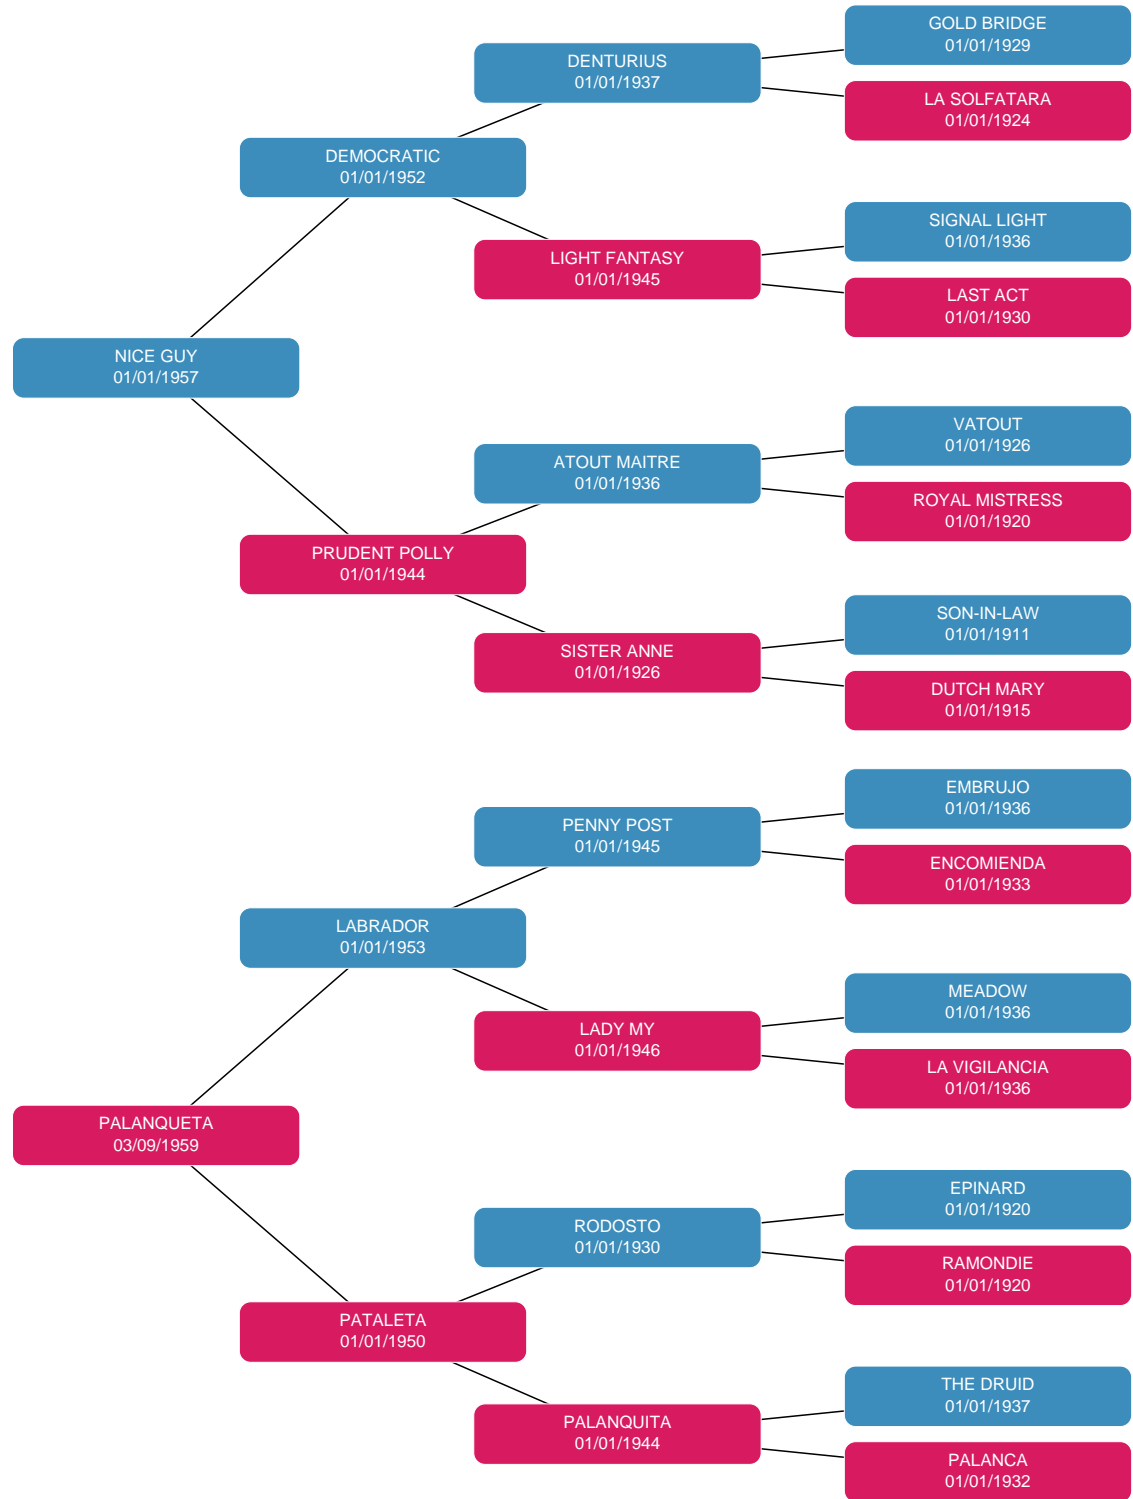 GOLD BRIDGE
01/01/1929
DENTURIUS
01/01/1937
LA SOLFATARA
01/01/1924
DEMOCRATIC
01/01/1952
SIGNAL LIGHT
01/01/1936
LIGHT FANTASY
01/01/1945
LAST ACT
01/01/1930
NICE GUY
01/01/1957
VATOUT
01/01/1926
ATOUT MAITRE
01/01/1936
ROYAL MISTRESS
01/01/1920
PRUDENT POLLY
01/01/1944
SON-IN-LAW
01/01/1911
SISTER ANNE
01/01/1926
DUTCH MARY
01/01/1915
EMBRUJO
01/01/1936
PENNY POST
01/01/1945
ENCOMIENDA
01/01/1933
LABRADOR
01/01/1953
MEADOW
01/01/1936
LADY MY
01/01/1946
LA VIGILANCIA
01/01/1936
PALANQUETA
03/09/1959
EPINARD
01/01/1920
RODOSTO
01/01/1930
RAMONDIE
01/01/1920
PATALETA
01/01/1950
THE DRUID
01/01/1937
PALANQUITA
01/01/1944
PALANCA
01/01/1932